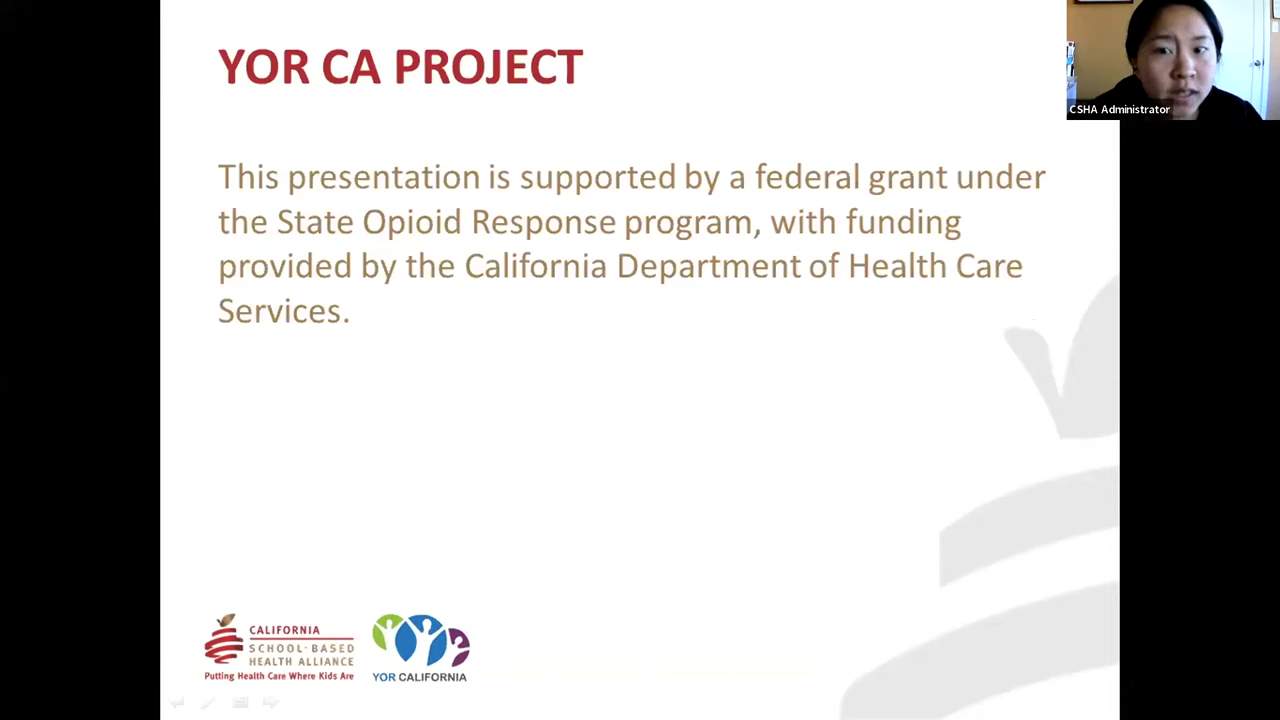 YOR CA PROJECT
CSHA Administrator
This presentation is supported by a federal grant under
the State Opioid Response program, with funding
provided by the California Department of Health Care
Services.
CALIFORNIA
SCHOOL-BASED
HEALTH ALLIANCE
Putting Health Care Where Kids Are
YOR CALIFORNIA